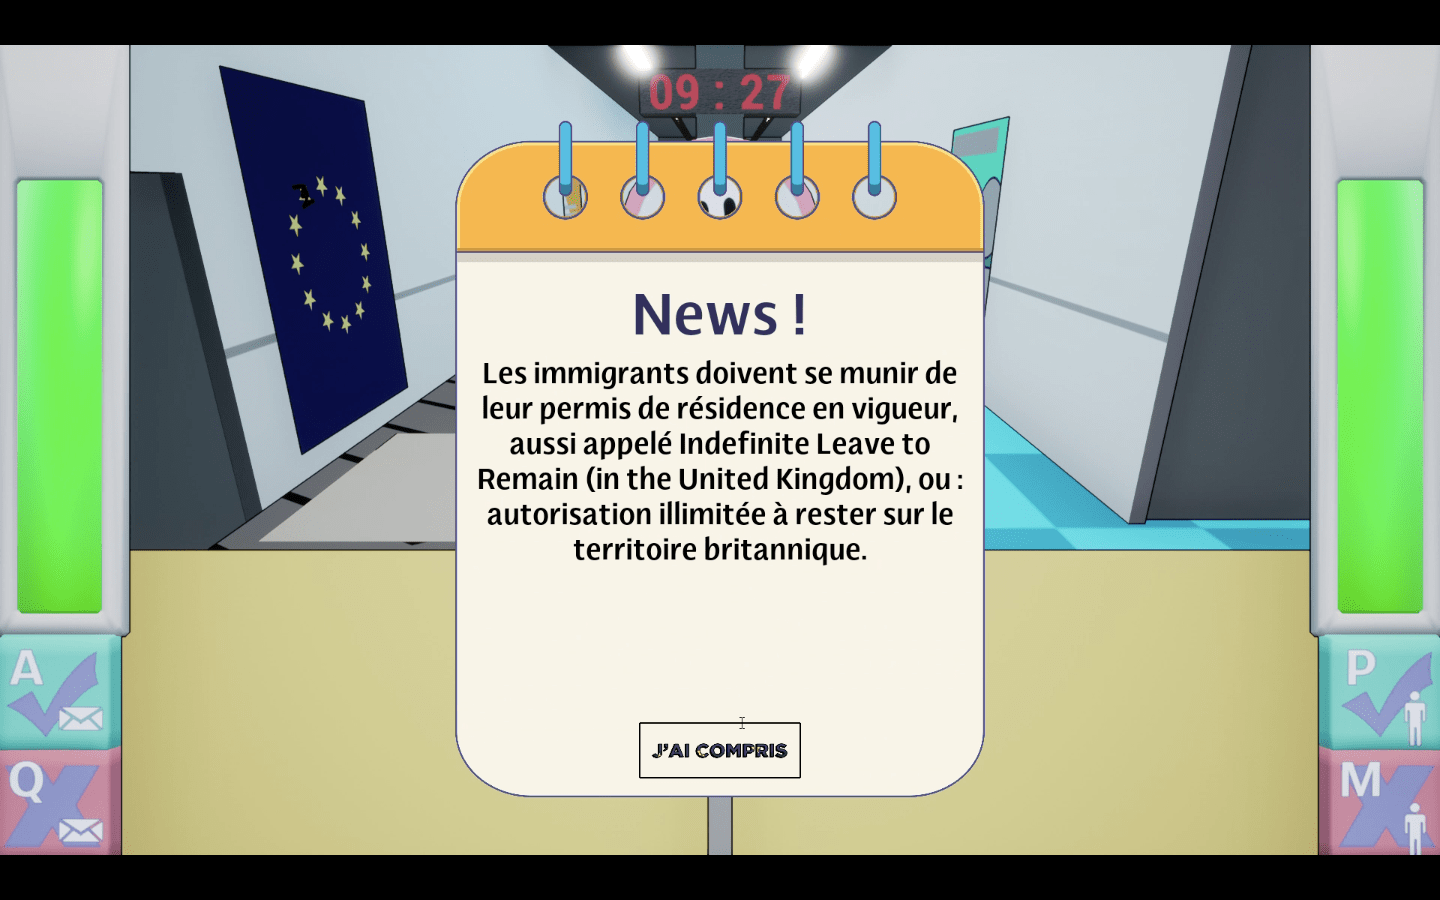 09 : 27
News !
Les immigrants doivent se munir de
leur permis de résidence en vigueur,
aussi appelé Indefinite Leave to
Remain (in the United Kingdom), ou :
autorisation illimitée à rester sur le
territoire britannique.
J'AI COMPRIS
A
Q
P
M